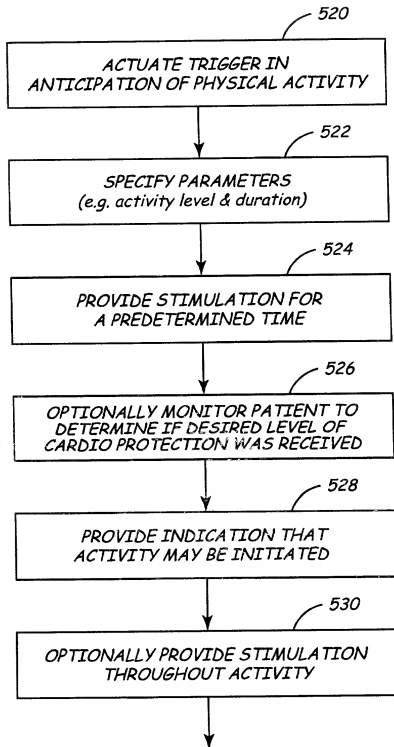 520
ACTUATE TRIGGER IN
ANTICIPATION OF PHYSICAL ACTIVITY
522
SPECIFY PARAMETERS
(e.g. activity level & duration)
524
PROVIDE STIMULATION FOR
A PREDETERMINED TIME
526
OPTIONALLY MONITOR PATIENT TO
DETERMINE IF DESIRED LEVEL OF
CARDIO PROTECTION WAS RECEIVED
528
PROVIDE INDICATION THAT
ACTIVITY MAY BE INITIATED
530
OPTIONALLY PROVIDE STIMULATION
THROUGHOUT ACTIVITY